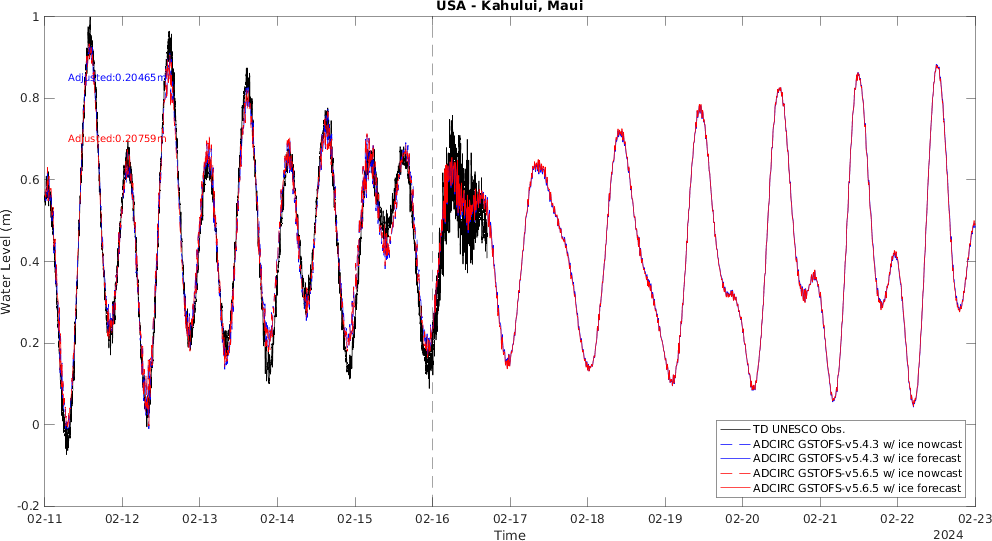 USA - Kahului, Maui
Water Level (m)
1
0.8
0.6
0.4
0.2
0
-0.2
Adjusted:0.20465m
Adjusted:0.20759m
TD UNESCO Obs.
ADCIRC GSTOFS-v5.4.3 w/ ice nowcast
ADCIRC GSTOFS-v5.4.3 w/ ice forecast
ADCIRC GSTOFS-v5.6.5 w/ ice nowcast
ADCIRC GSTOFS-v5.6.5 w/ ice forecast
02-11 02-12 02-13 02-14 02-15 02-16 02-17 02-18 02-19 02-20 02-21 02-22 02-23
Time
2024